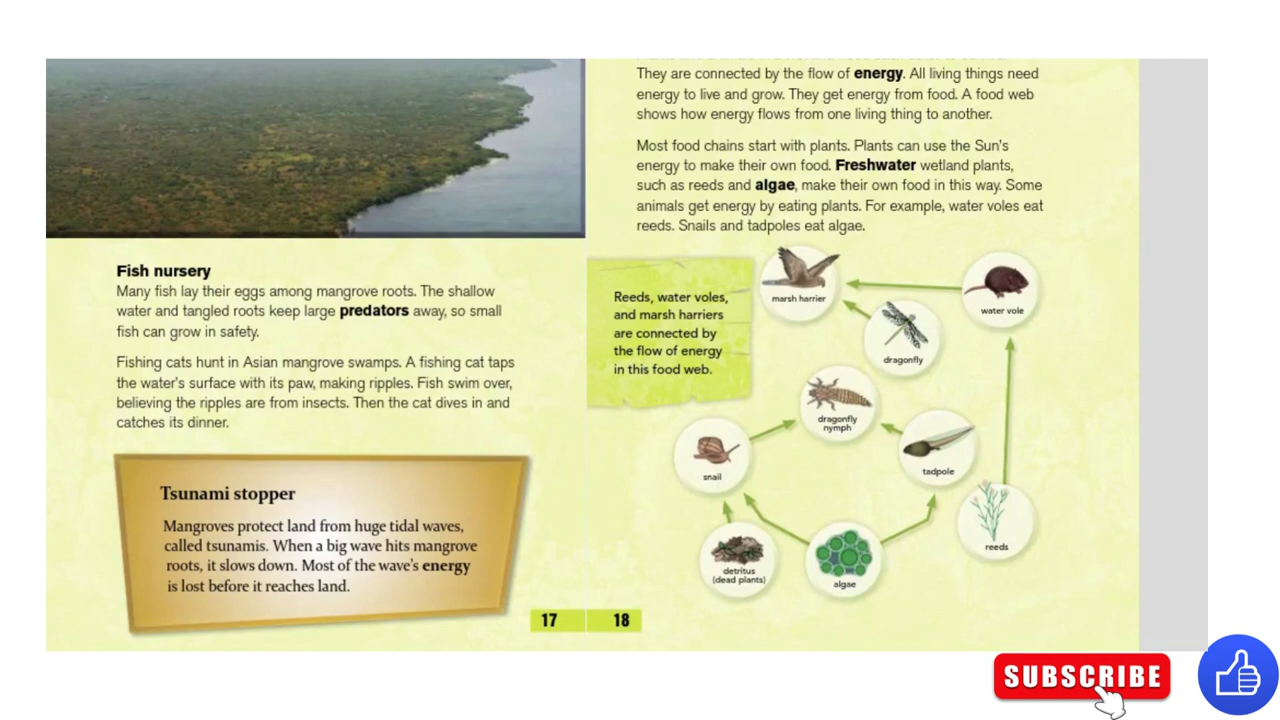 Fish nursery
Many fish lay their eggs among mangrove roots. The shallow
water and tangled roots keep large predators away, so small
fish can grow in safety.
Fishing cats hunt in Asian mangrove swamps. A fishing cat taps
the water's surface with its paw, making ripples. Fish swim over,
believing the ripples are from insects. Then the cat dives in and
catches its dinner.
Tsunami stopper
Mangroves protect land from huge tidal waves,
called tsunamis. When a big wave hits mangrove
roots, it slows down. Most of the wave's energy
is lost before it reaches land.
17
They are connected by the flow of energy. All living things need
energy to live and grow. They get energy from food. A food web
shows how energy flows from one living thing to another.
Most food chains start with plants. Plants can use the Sun's
energy to make their own food. Freshwater wetland plants,
such as reeds and algae, make their own food in this way. Some
animals get energy by eating plants. For example, water voles eat
reeds. Snails and tadpoles eat algae.
Reeds, water voles,
and marsh harriers
are connected by
the flow of energy
in this food web.
marsh harrier
water vole
dragonfly
dragonfly
nymph
snail
tadpole
reeds
detritus
(dead plants)
algae
18
SUBSCRIBE